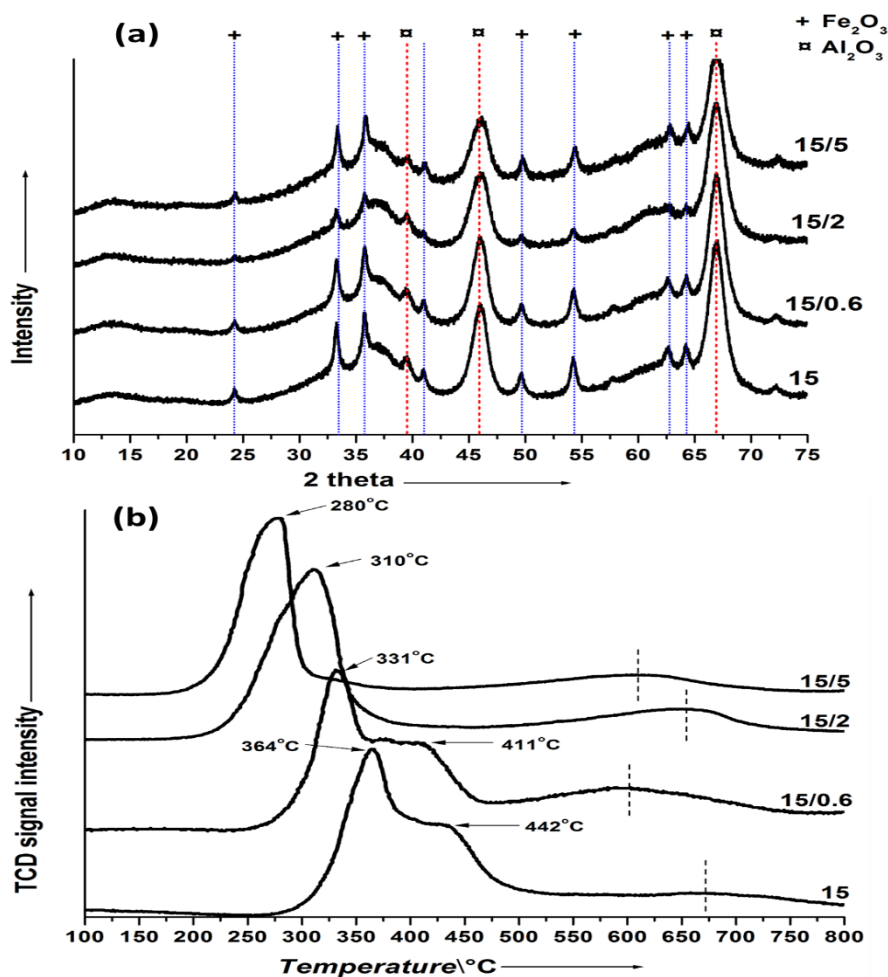 (a)
+ Fe₂O₃
¤ Al₂O₃
+ + + ¤ ¤ + + + + ¤
15/5
15/2
15/0.6
15
Intensity
10 15 20 25 30 35 40 45 50 55 60 65 70 75
2 theta
(b)
280°C
310°C
331°C
364°C
411°C
442°C
15/5
15/2
15/0.6
15
TCD signal intensity
100 150 200 250 300 350 400 450 500 550 600 650 700 750 800
Temperature\°C